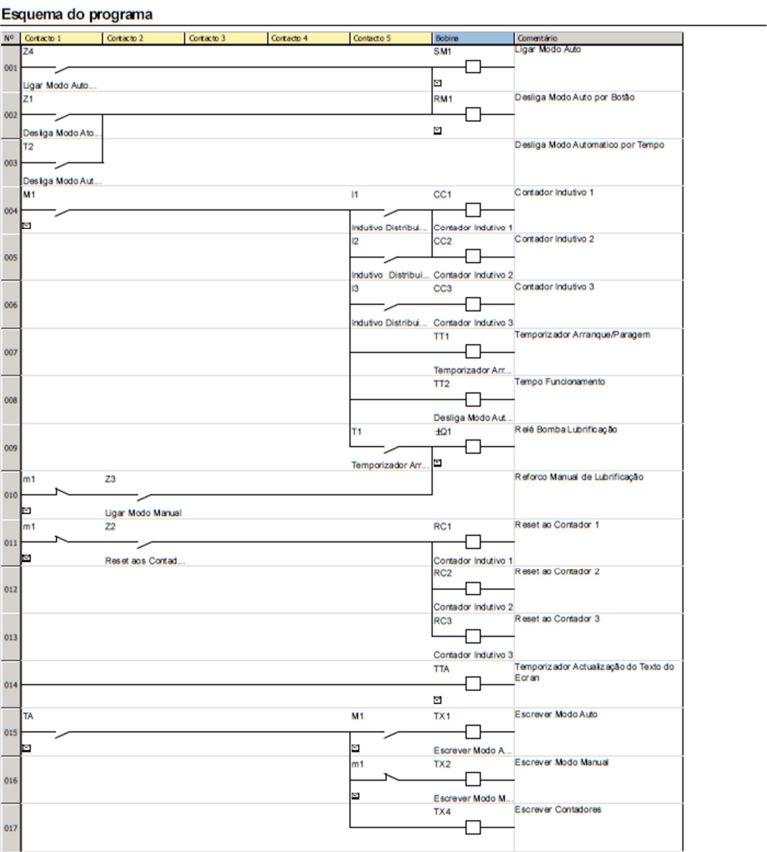 Esquema do programa
Nº Contacto 1 Contacto 2 Contacto 3 Contacto 4 Contacto 5 Bobina Comentário
Z4 SM1 Ligar Modo Auto
001
Ligar Modo Auto...
Z1 RM1 Desliga Modo Auto por Botão
002
Desliga Modo Ato...
T2 Desliga Modo Automatico por Tempo
003
Desliga Modo Aut...
M1 I1 CC1 Contador Indutivo 1
004
Indutivo Distribui... Contador Indutivo 1
I2 CC2 Contador Indutivo 2
005
Indutivo Distribui... Contador Indutivo 2
I3 CC3 Contador Indutivo 3
006
Indutivo Distribui... Contador Indutivo 3
TT1 Temporizador Arranque/Paragem
007
Temporizador Arr...
TT2 Tempo Funcionamento
008
Desliga Modo Aut...
T1 Q1 Relé Bomba Lubrificação
009
Temporizador Arr...
m1 Z3 Reforco Manual de Lubrificação
010
Ligar Modo Manual
m1 Z2 RC1 Reset ao Contador 1
011
Reset aos Contad... Contador Indutivo 1
RC2 Reset ao Contador 2
012
Contador Indutivo 2
RC3 Reset ao Contador 3
013
Contador Indutivo 3
TTA Temporizador Actualização do Texto do
Ecran
014
TA M1 TX1 Escrever Modo Auto
015
Escrever Modo A...
m1 TX2 Escrever Modo Manual
016
Escrever Modo M...
TX4 Escrever Contadores
017